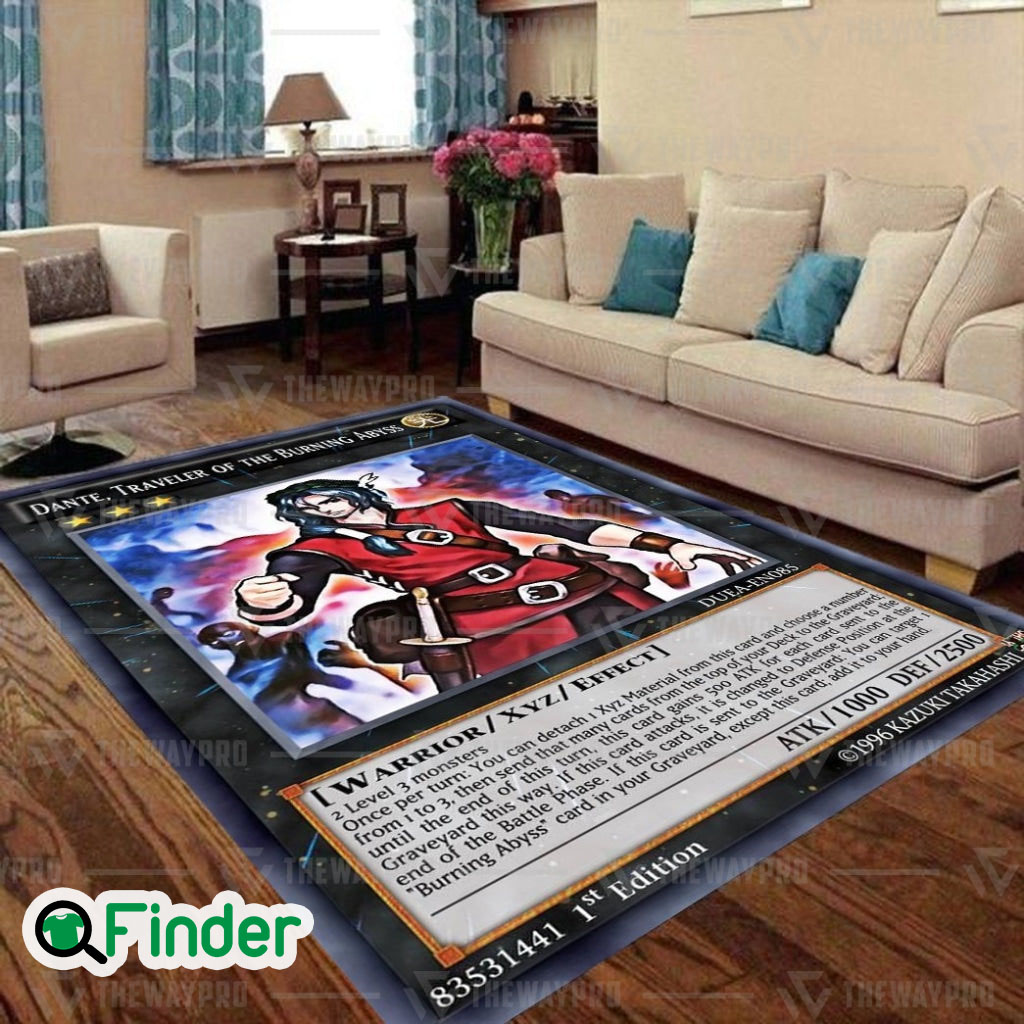 DANTE, TRAVELER OF THE BURNING ABYSS
DUEA-EN085
[WARRIOR/XYZ/EFFECT]
2 Level 3 monsters
Once per turn: You can detach 1 Xyz Material from this card and choose a number
from 1 to 3, then send that many cards from the top of your Deck to the Graveyard;
until the end of this turn, this card gains 500 ATK for each card sent to the
Graveyard this way. If this card attacks, it is changed to Defense Position at the
end of the Battle Phase. If this card is sent to the Graveyard: You can target 1
"Burning Abyss" card in your Graveyard, except this card; add it to your hand.
ATK/1000 DEF/2500
83531441 1st Edition
©1996 KAZUKI TAKAHASHI
Finder
THEWAYPRO